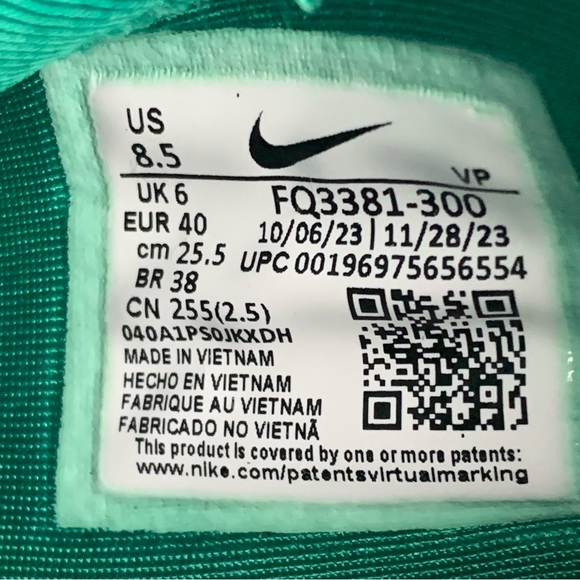 US
8.5
VP
UK 6
FQ3381-300
EUR 40
10/06/23 | 11/28/23
cm 25.5
UPC 00196975656554
BR 38
CN 255(2.5)
040A1PS0JKXDH
MADE IN VIETNAM
HECHO EN VIETNAM
FABRIQUE AU VIETNAM
FABRICADO NO VIETNÃ
This product is covered by one or more patents:
www.nike.com/patentsvirtualmarking